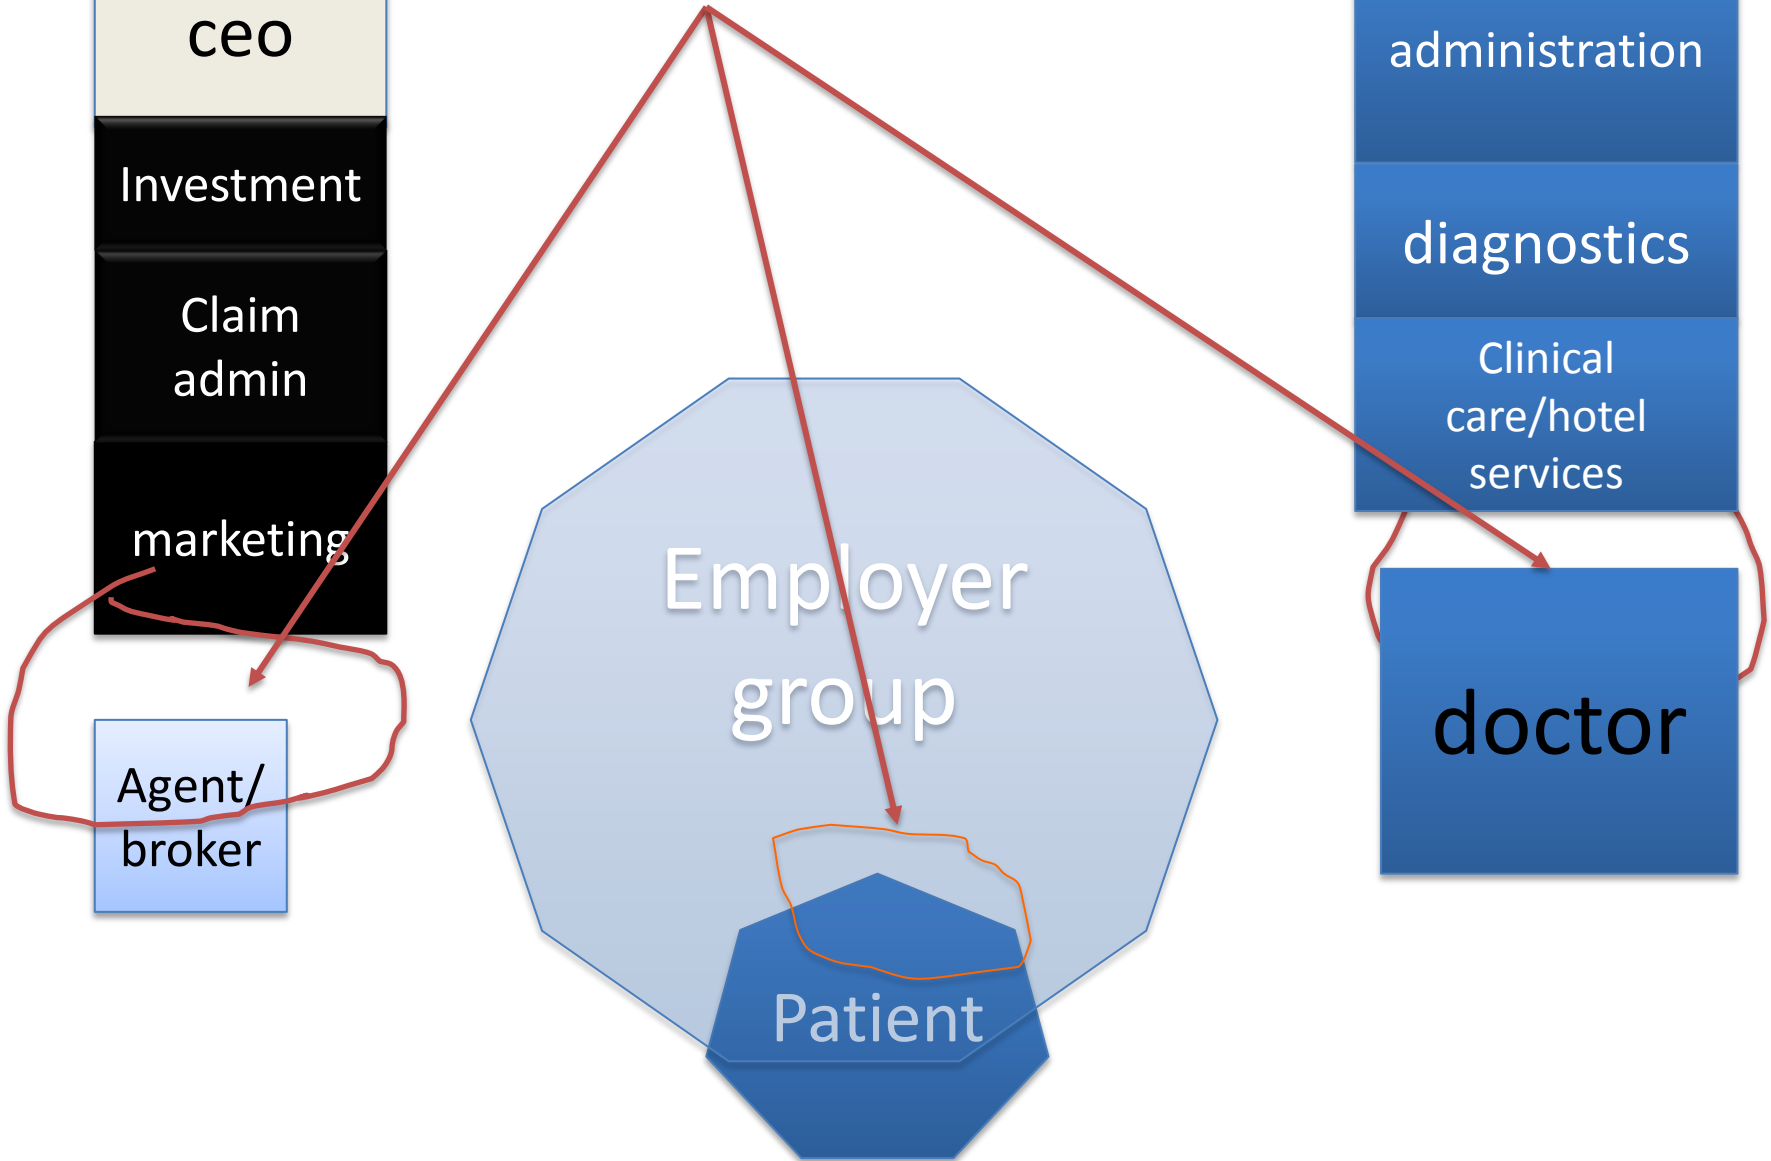 ceo
Investment
Claim
admin
marketing
Agent/
broker
Employer
group
Patient
administration
diagnostics
Clinical
care/hotel
services
doctor